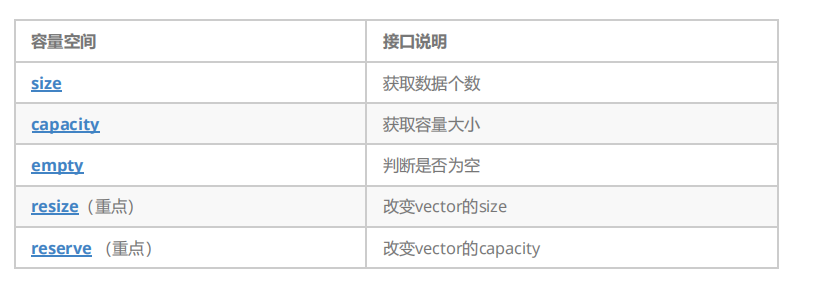 容量空间 接口说明
size 获取数据个数
capacity 获取容量大小
empty 判断是否为空
resize（重点） 改变vector的size
reserve （重点） 改变vector的capacity